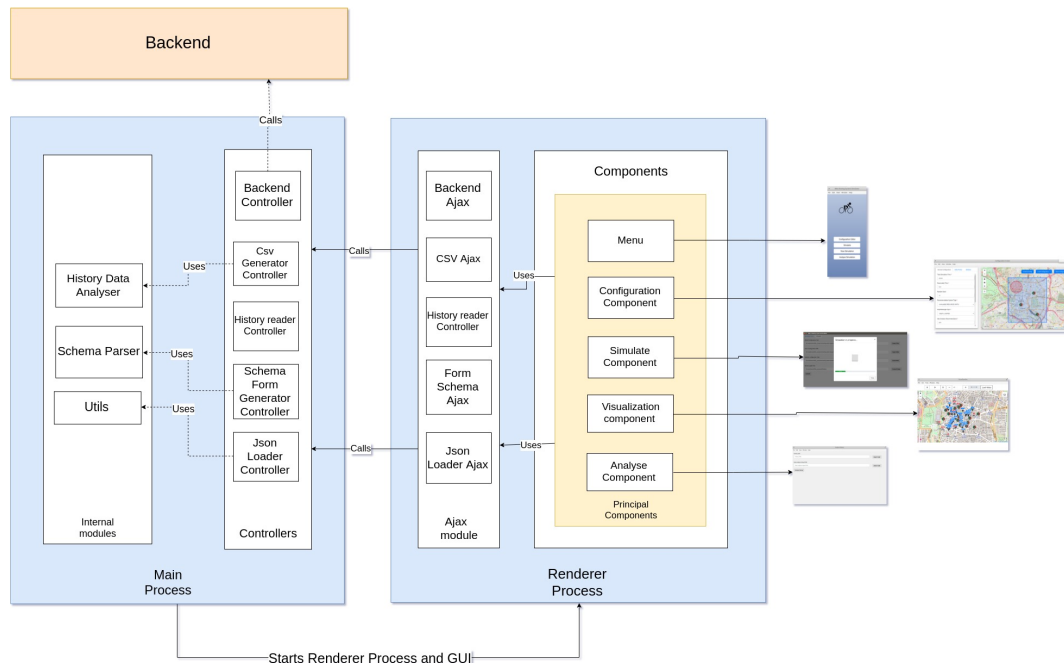 Backend
Calls
Backend
Controller
Csv
Generator
Controller
History reader
Controller
Schema
Form
Generator
Controller
Json
Loader
Controller
Controllers
Uses
Uses
Uses
History Data
Analyser
Schema Parser
Utils
Internal
modules
Main
Process
Calls
Calls
Backend
Ajax
CSV Ajax
History reader
Controller
Form
Schema
Ajax
Json
Loader Ajax
Ajax
module
Uses
Uses
Components
Menu
Configuration
Component
Simulate
Component
Visualization
component
Analyse
Component
Principal
Components
Renderer
Process
Starts Renderer Process and GUI